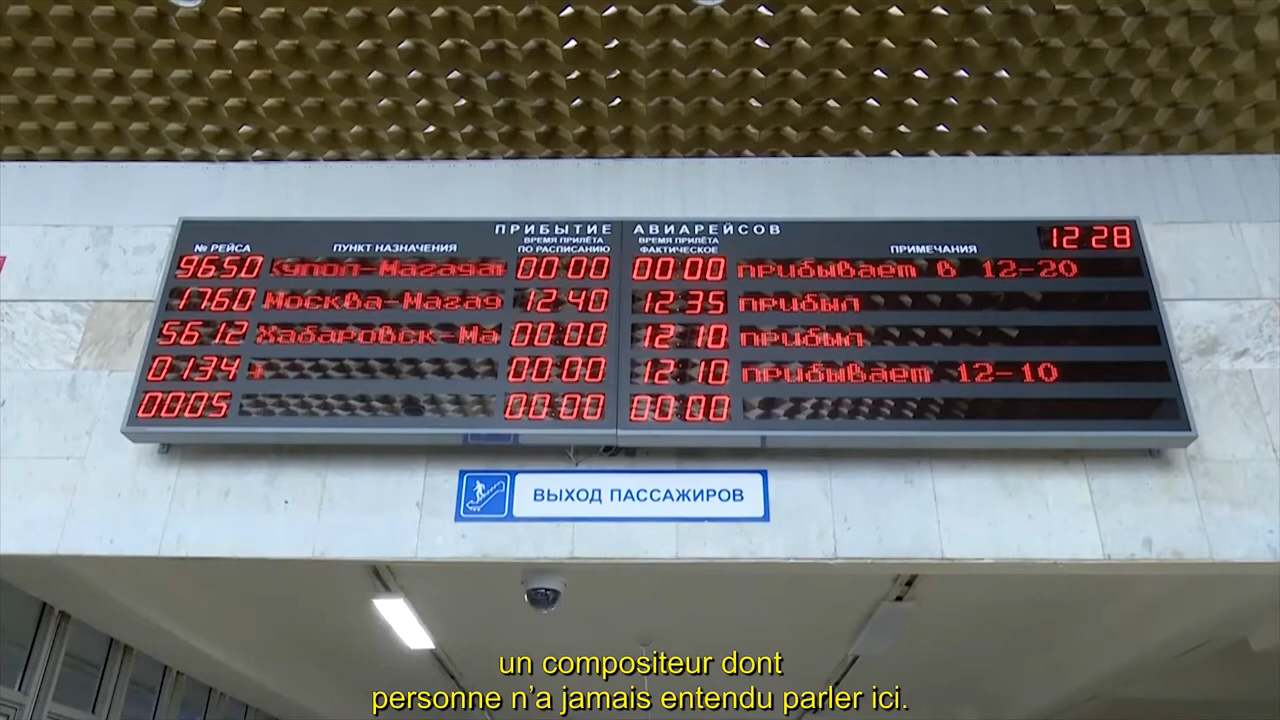 ПРИБЫТИЕ АВИАРЕЙСОВ
12 28
№ РЕЙСА ПУНКТ НАЗНАЧЕНИЯ ВРЕМЯ ПРИЛЁТА ПО РАСПИСАНИЮ ВРЕМЯ ПРИЛЁТА ФАКТИЧЕСКОЕ ПРИМЕЧАНИЯ
9650 Купол-Магадан 00:00 00:00 прибывает в 12-20
1760 Москва-Магад 12:40 12:35 прибыл
5612 Хабаровск-Ма 00:00 12:10 прибыл
0134 00:00 12:10 прибывает 12-10
0005 00:00 00:00
ВЫХОД ПАССАЖИРОВ
un compositeur dont
personne n'a jamais entendu parler ici.